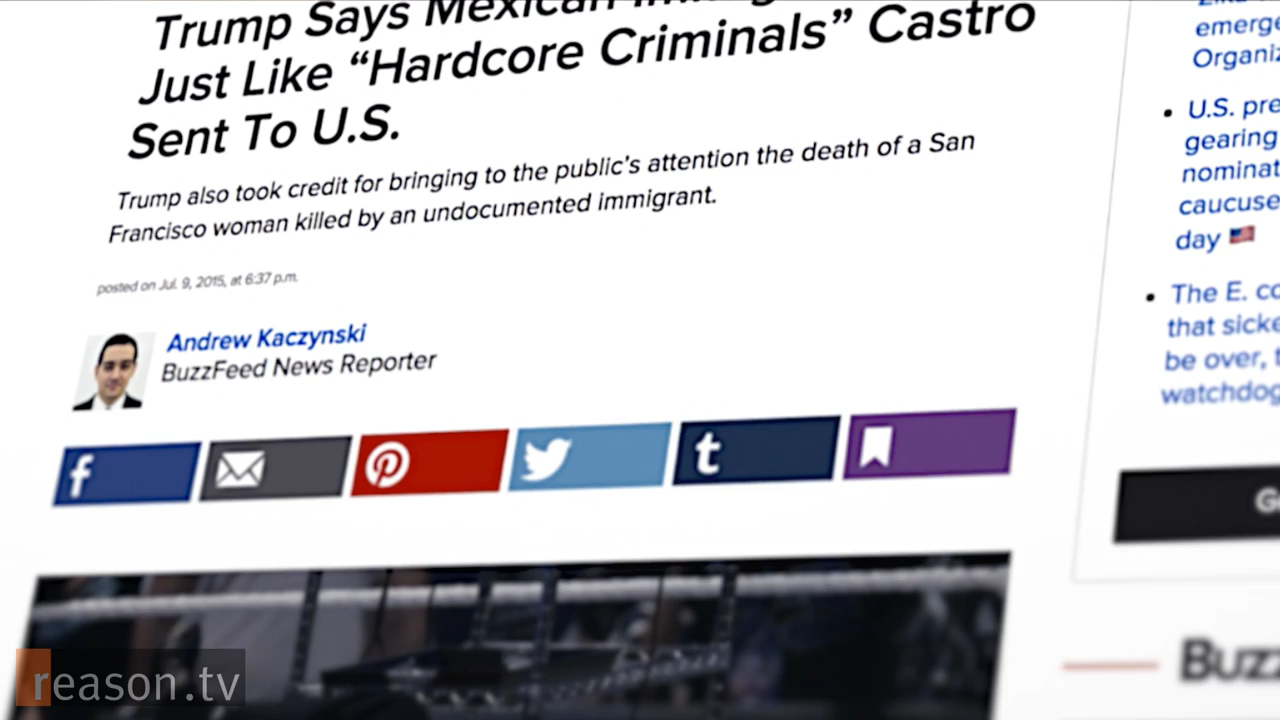 Trump Says Mexican
Just Like “Hardcore Criminals” Castro
Sent To U.S.
Trump also took credit for bringing to the public’s attention the death of a San
Francisco woman killed by an undocumented immigrant.
posted on Jul. 9, 2015, at 6:37 p.m.
Andrew Kaczynski
BuzzFeed News Reporter
f
t
emerge
Organiz
• U.S. pre
gearing
nominat
caucuse
day
• The E. co
that sicke
be over, t
watchdog
G
Buzz
reason.tv